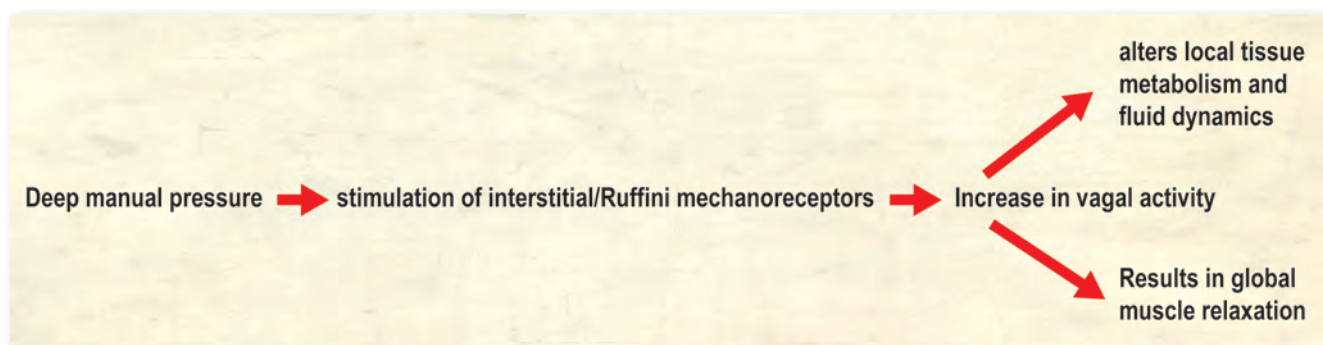 Deep manual pressure
stimulation of interstitial/Ruffini mechanoreceptors
Increase in vagal activity
alters local tissue
metabolism and
fluid dynamics
Results in global
muscle relaxation